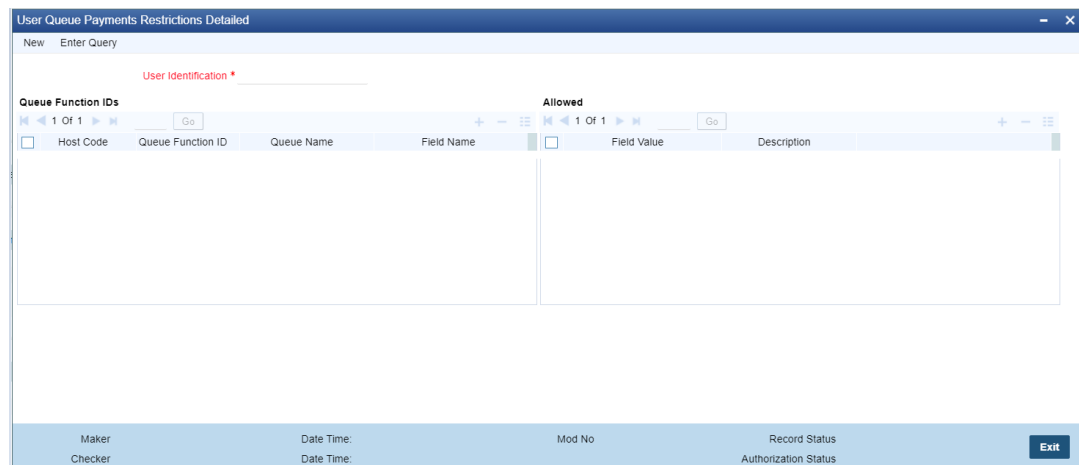 User Queue Payments Restrictions Detailed
New Enter Query
User Identification *
Queue Function IDs
1 Of 1 Go
Host Code Queue Function ID Queue Name Field Name
Allowed
1 Of 1 Go
Field Value Description
Maker Date Time: Mod No Record Status
Checker Date Time: Authorization Status
Exit